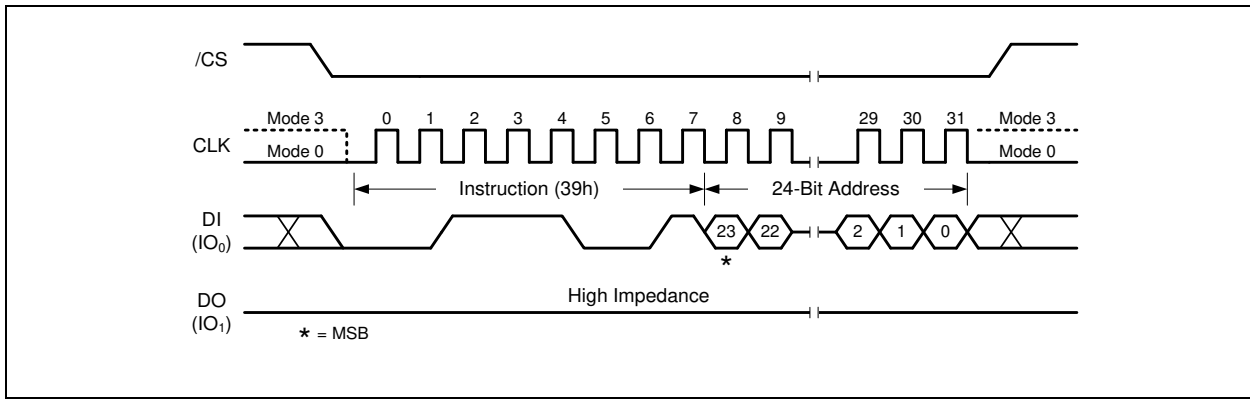 /CS
Mode 3 0 1 2 3 4 5 6 7 8 9 29 30 31 Mode 3
CLK
Mode 0 Mode 0
Instruction (39h) 24-Bit Address
DI
(IO₀)
23 22 2 1 0
*
High Impedance
DO
(IO₁)
* = MSB